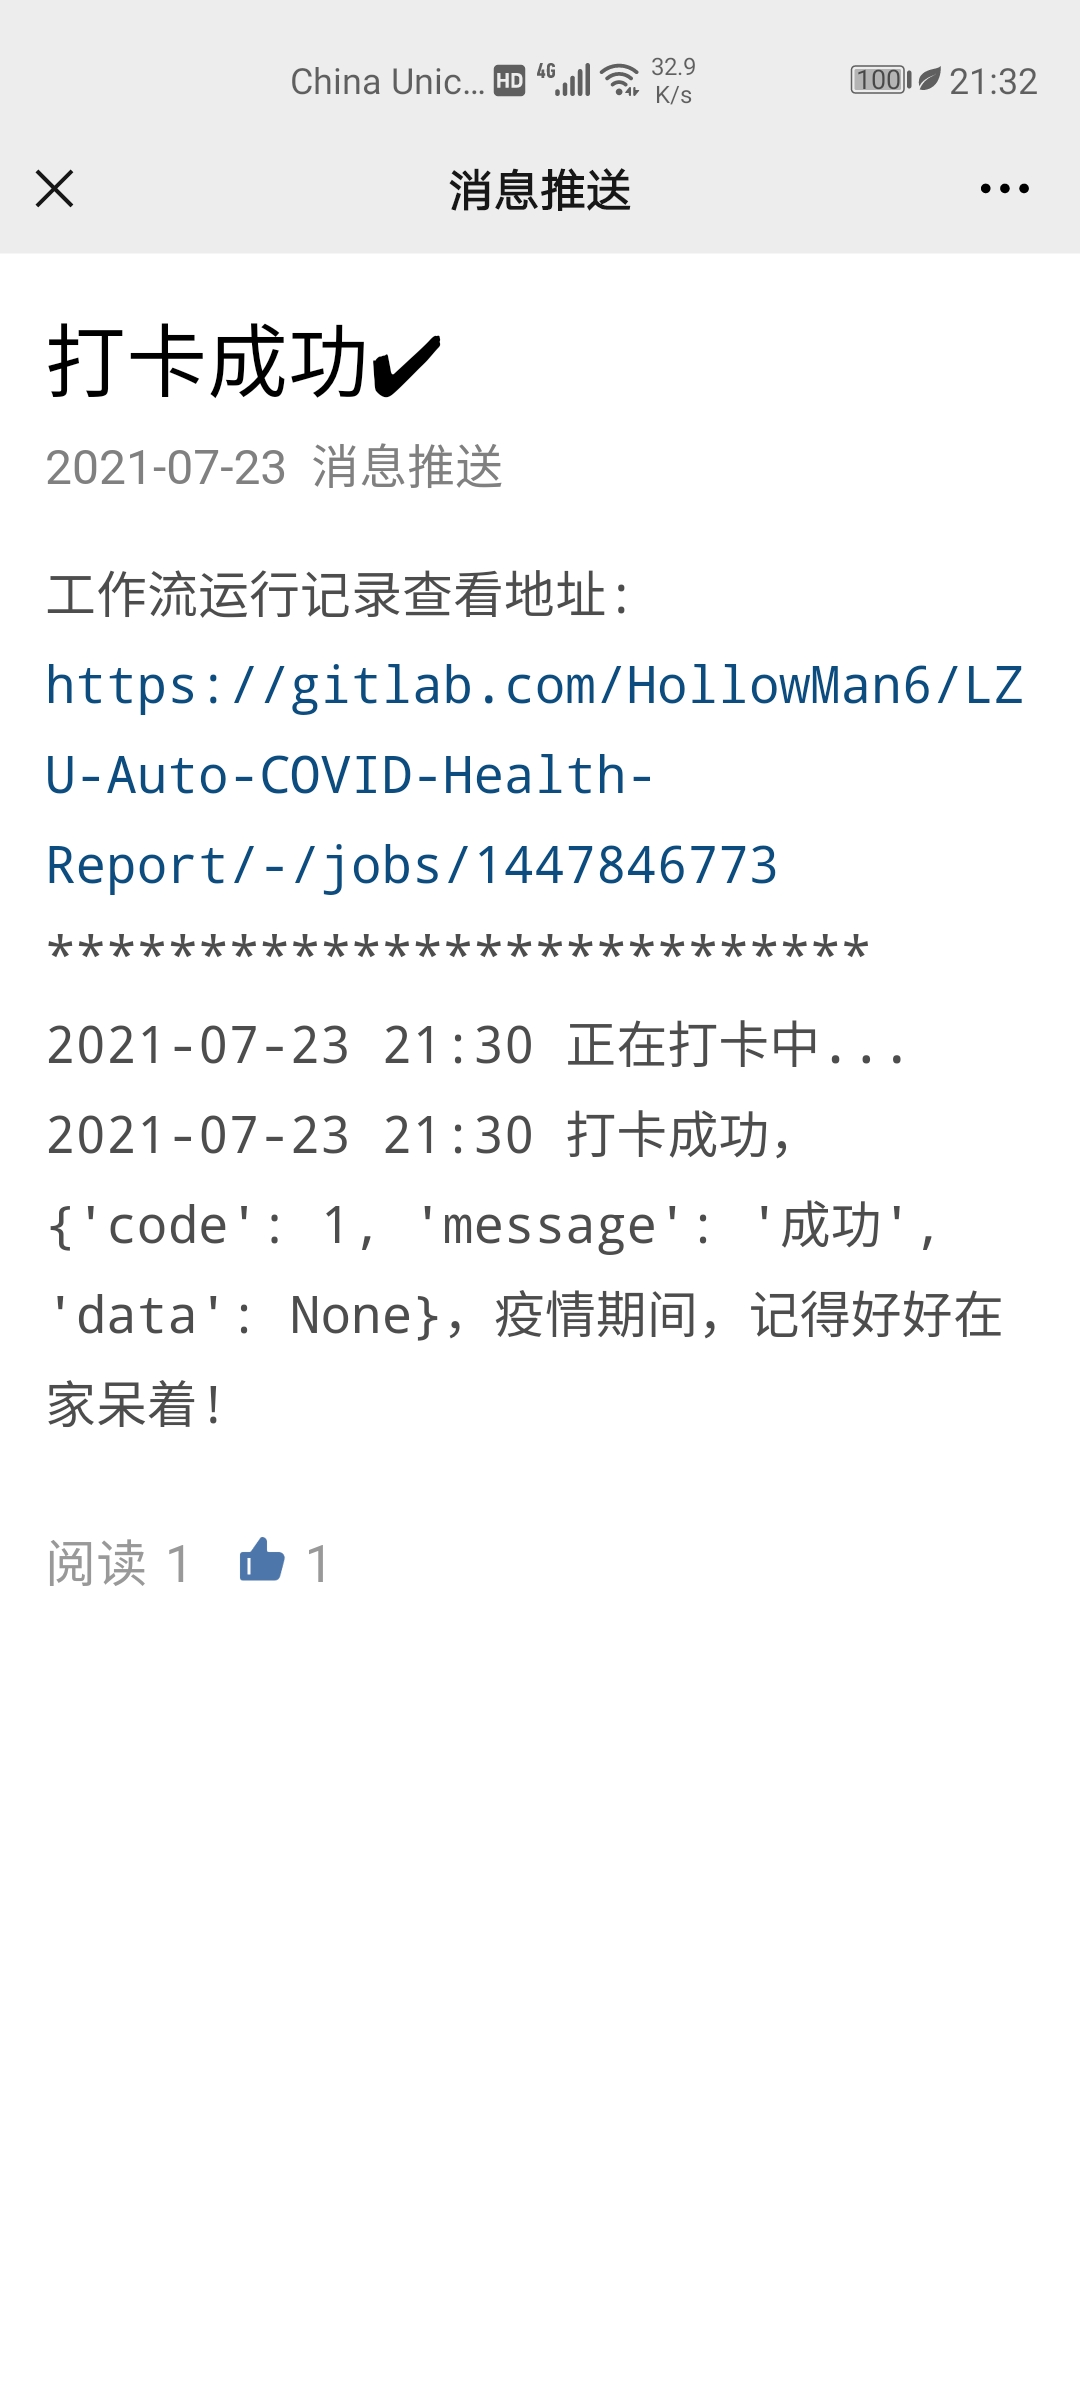 China Unic... HD 4G 32.9 K/s 100 21:32
消息推送
打卡成功✔
2021-07-23 消息推送
工作流运行记录查看地址:
https://gitlab.com/HollowMan6/LZ
U-Auto-COVID-Health-
Report/-/jobs/1447846773
***************************
2021-07-23 21:30 正在打卡中...
2021-07-23 21:30 打卡成功，
{'code': 1, 'message': '成功',
'data': None}，疫情期间，记得好好在
家呆着！
阅读 1 1